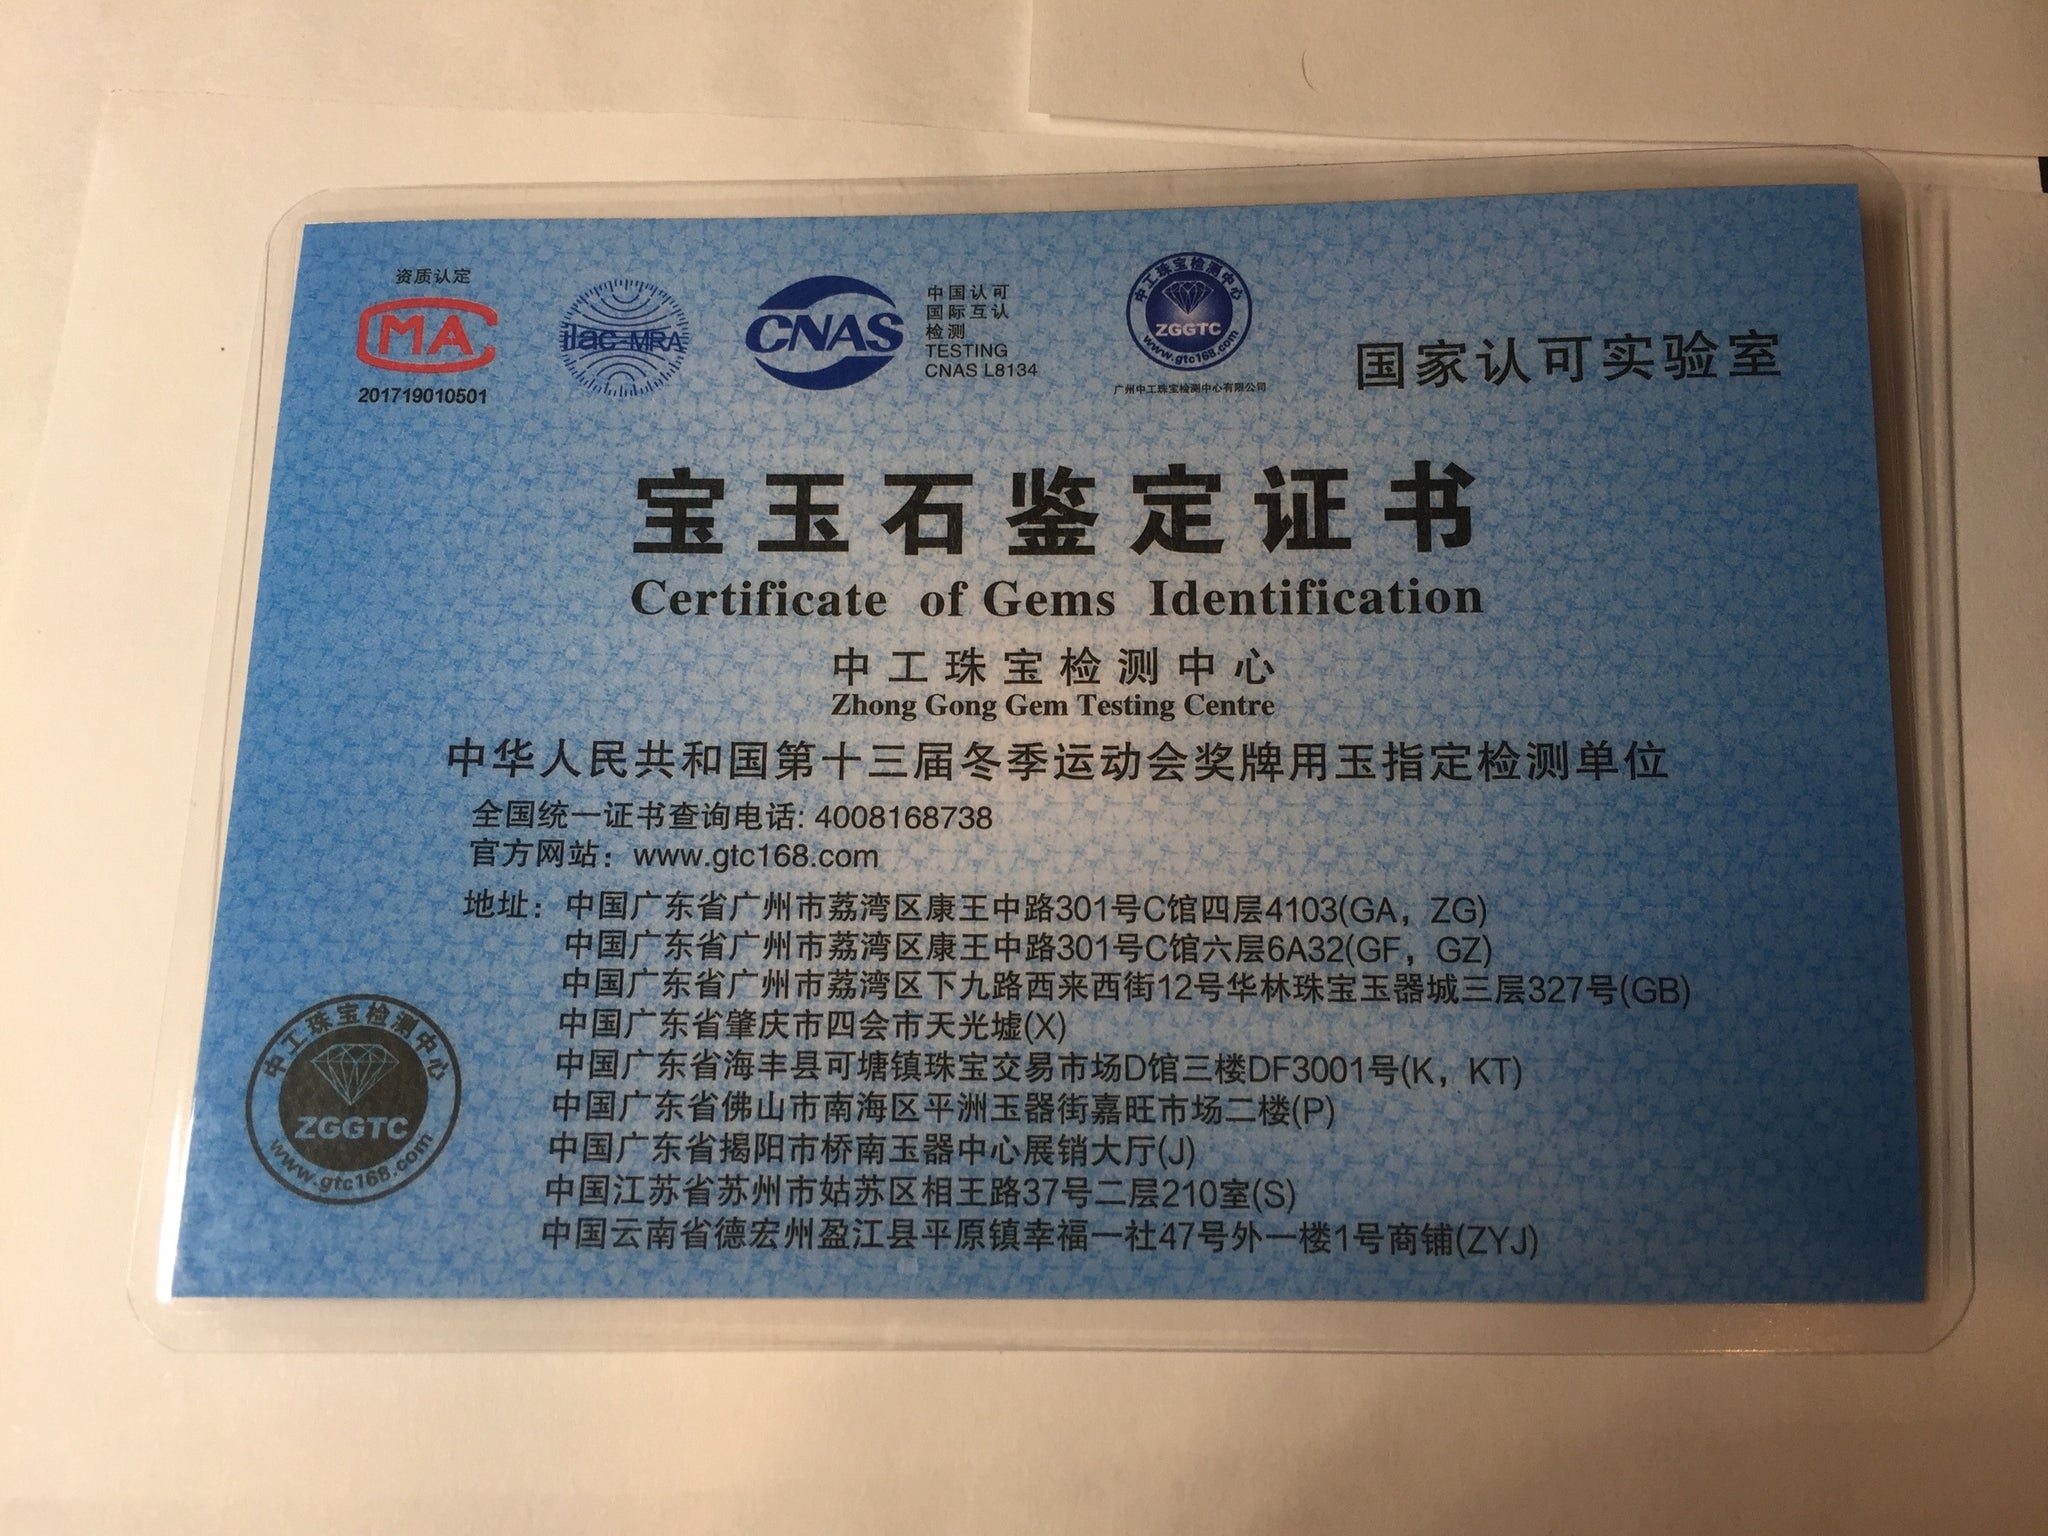 资质认定
CMA
201719010501
ilac-MRA
CNAS
中国认可
国际互认
检测
TESTING
CNAS L8134
中工珠宝检测中心
ZGGTC
www.gtc168.com
广州中工珠宝检测中心有限公司
国家认可实验室
宝玉石鉴定证书
Certificate of Gems Identification
中工珠宝检测中心
Zhong Gong Gem Testing Centre
中华人民共和国第十三届冬季运动会奖牌用玉指定检测单位
全国统一证书查询电话: 4008168738
官方网站：www.gtc168.com
地址：中国广东省广州市荔湾区康王中路301号C馆四层4103(GA，ZG)
中国广东省广州市荔湾区康王中路301号C馆六层6A32(GF，GZ)
中国广东省广州市荔湾区下九路西来西街12号华林珠宝玉器城三层327号(GB)
中国广东省肇庆市四会市天光墟(X)
中国广东省海丰县可塘镇珠宝交易市场D馆三楼DF3001号(K，KT)
中国广东省佛山市南海区平洲玉器街嘉旺市场二楼(P)
中国广东省揭阳市桥南玉器中心展销大厅(J)
中国江苏省苏州市姑苏区相王路37号二层210室(S)
中国云南省德宏州盈江县平原镇幸福一社47号外一楼1号商铺(ZYJ)
中工珠宝检测中心
ZGGTC
www.gtc168.com